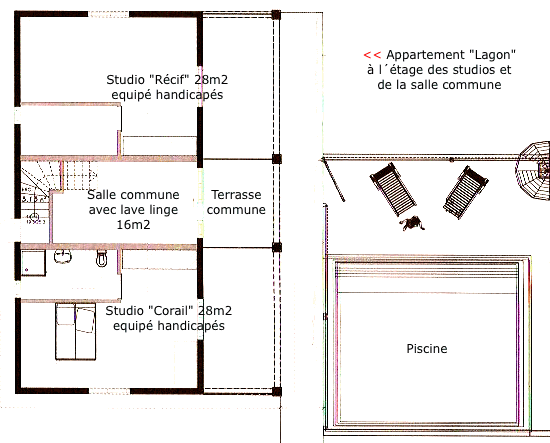 << Appartement "Lagon"
à l´étage des studios et
de la salle commune
Studio "Récif" 28m2
equipé handicapés
Salle commune
avec lave linge
16m2
Terrasse
commune
Studio "Corail" 28m2
equipé handicapés
Piscine